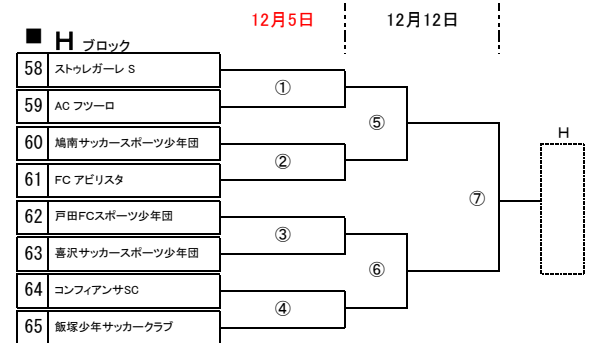 12月5日 12月12日
■ H ブロック
58 ストゥレガーレ S
①
59 AC フツーロ
⑤
H
60 鳩南サッカースポーツ少年団
②
61 FC アビリスタ
⑦
62 戸田FCスポーツ少年団
③
63 喜沢サッカースポーツ少年団
⑥
64 コンフィアンサSC
④
65 飯塚少年サッカークラブ